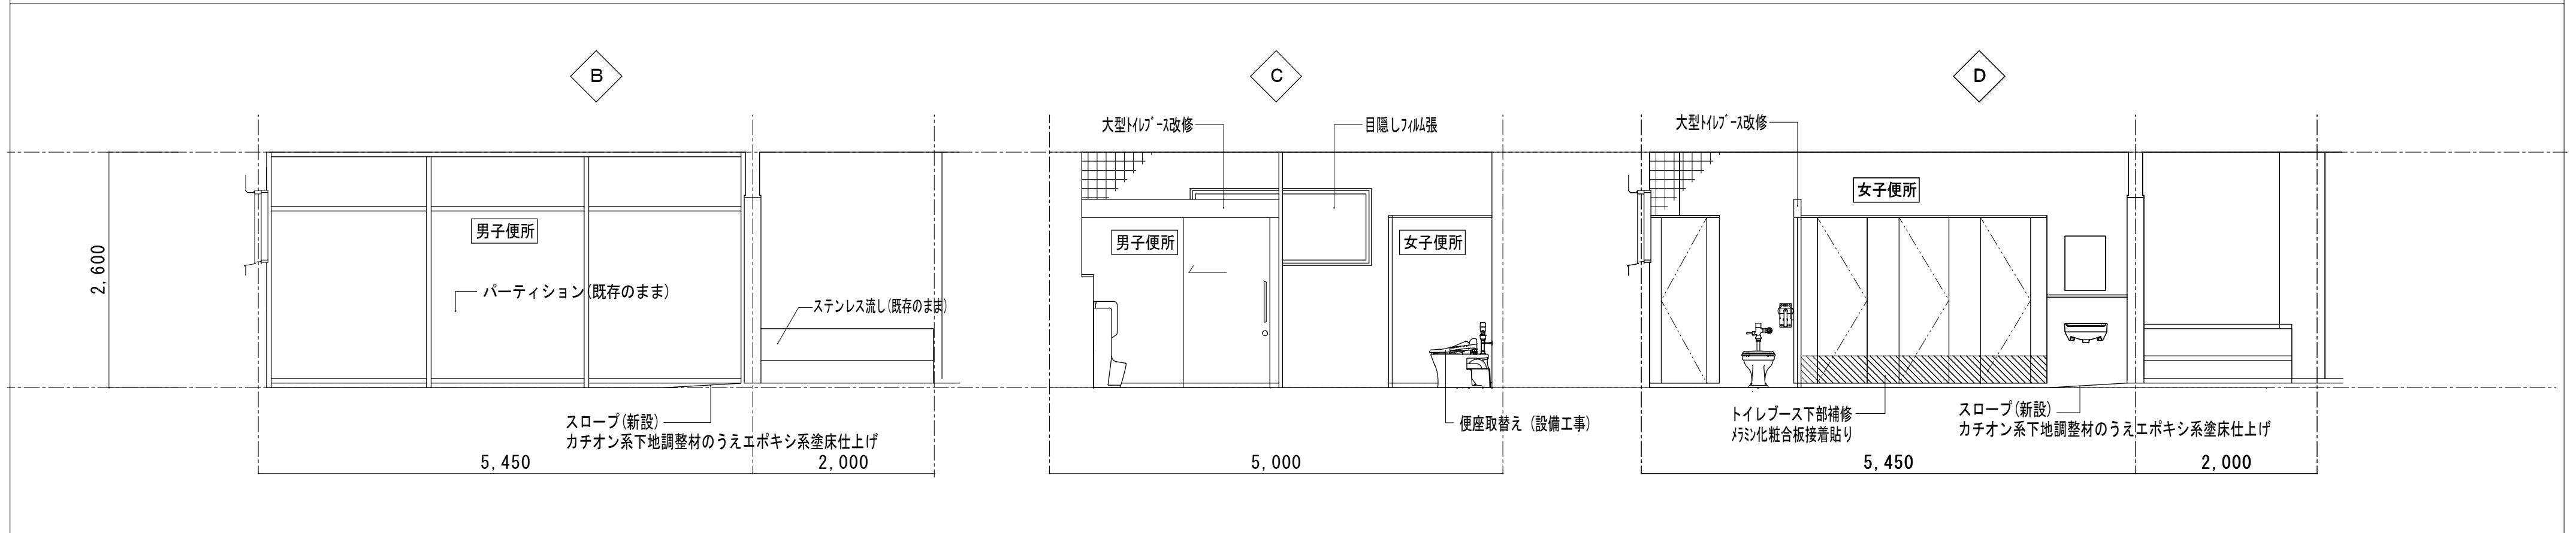 B
C
D
大型トイレブース改修
目隠しフィルム張
大型トイレブース改修
女子便所
男子便所
男子便所
女子便所
2,600
パーティション(既存のまま)
ステンレス流し(既存のまま)
スロープ(新設)
カチオン系下地調整材のうえエポキシ系塗床仕上げ
便座取替え(設備工事)
トイレブース下部補修
メラミン化粧合板接着貼り
スロープ(新設)
カチオン系下地調整材のうえエポキシ系塗床仕上げ
5,450
2,000
5,000
5,450
2,000